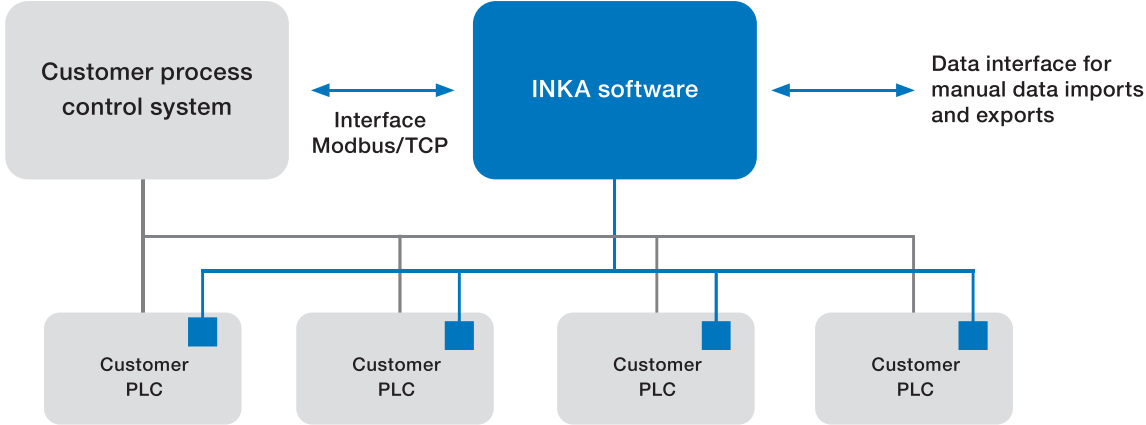 Customer process
control system
Interface
Modbus/TCP
INKA software
Data interface for
manual data imports
and exports
Customer
PLC
Customer
PLC
Customer
PLC
Customer
PLC